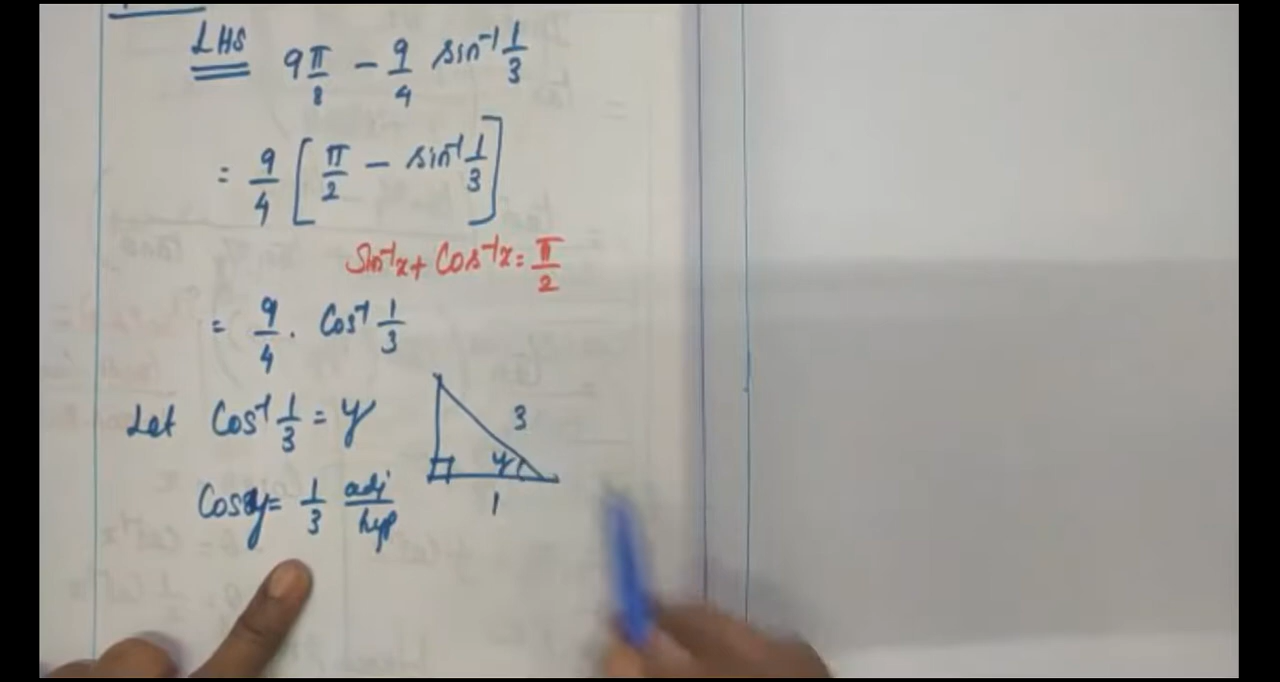 LHS 9π/8 − 9/4 sin⁻¹ 1/3
= 9/4 [ π/2 − sin⁻¹ 1/3 ]
Sin⁻¹x + Cos⁻¹x = π/2
= 9/4 . Cos⁻¹ 1/3
Let Cos⁻¹ 1/3 = y
3
y
1
Cosy = 1/3 adj/hyp